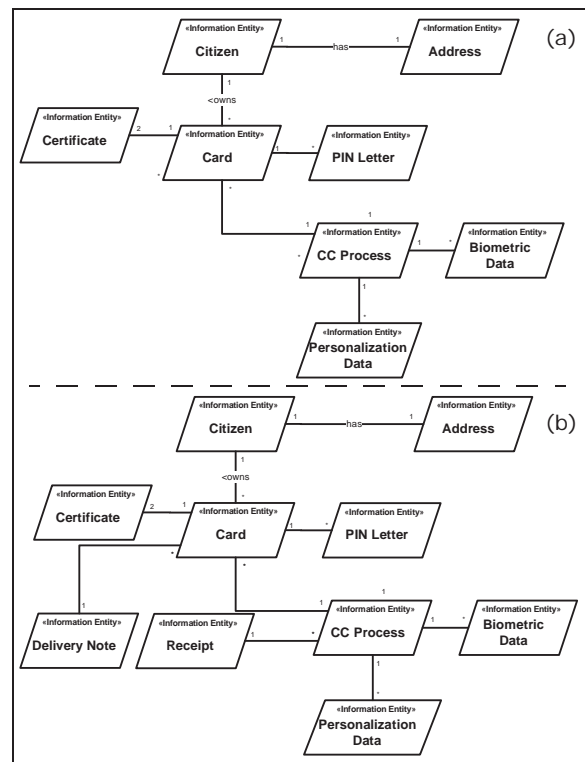 (a)
«Information Entity»
Citizen
1
has
1
«Information Entity»
Address
1
<owns
*
«Information Entity»
Certificate
2
1
«Information Entity»
Card
1
*
«Information Entity»
PIN Letter
*
*
1
1
*
«Information Entity»
CC Process
1
*
«Information Entity»
Biometric
Data
1
*
«Information Entity»
Personalization
Data
(b)
«Information Entity»
Citizen
1
has
1
«Information Entity»
Address
1
<owns
*
«Information Entity»
Certificate
2
1
«Information Entity»
Card
1
*
«Information Entity»
PIN Letter
*
*
1
1
1
«Information Entity»
Delivery Note
«Information Entity»
Receipt
1
*
«Information Entity»
CC Process
1
*
«Information Entity»
Biometric
Data
1
*
«Information Entity»
Personalization
Data